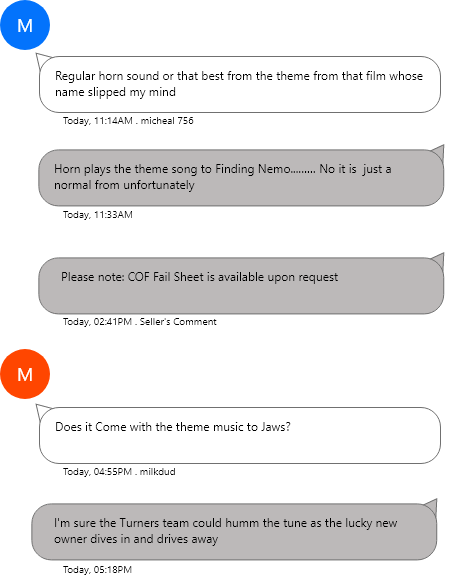 M
Regular horn sound or that best from the theme from that film whose
name slipped my mind
Today, 11:14AM . micheal 756
Horn plays the theme song to Finding Nemo......... No it is  just a
normal from unfortunately
Today, 11:33AM
Please note: COF Fail Sheet is available upon request
Today, 02:41PM . Seller's Comment
M
Does it Come with the theme music to Jaws?
Today, 04:55PM . milkdud
I'm sure the Turners team could humm the tune as the lucky new
owner dives in and drives away
Today, 05:18PM